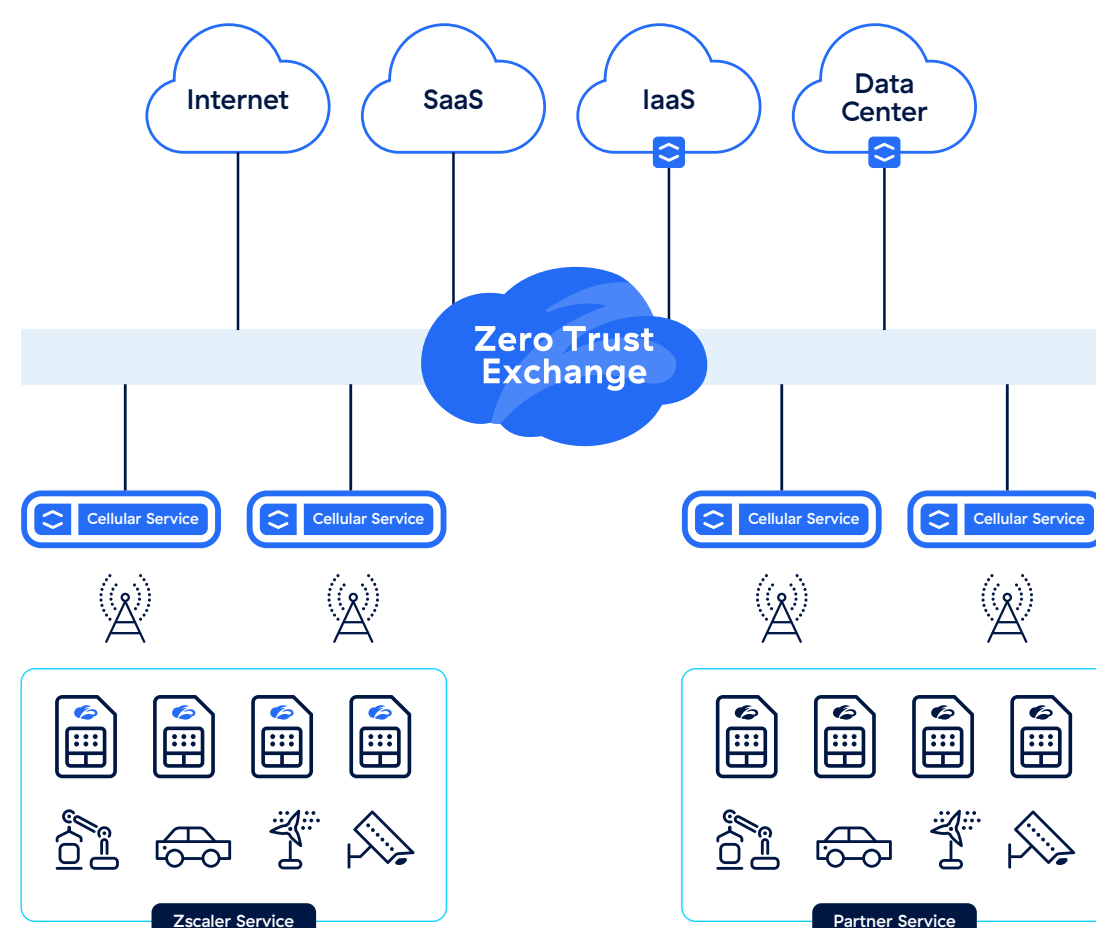 Internet
SaaS
IaaS
Data
Center
Zero Trust
Exchange
Cellular Service
Cellular Service
Cellular Service
Cellular Service
Zscaler Service
Partner Service